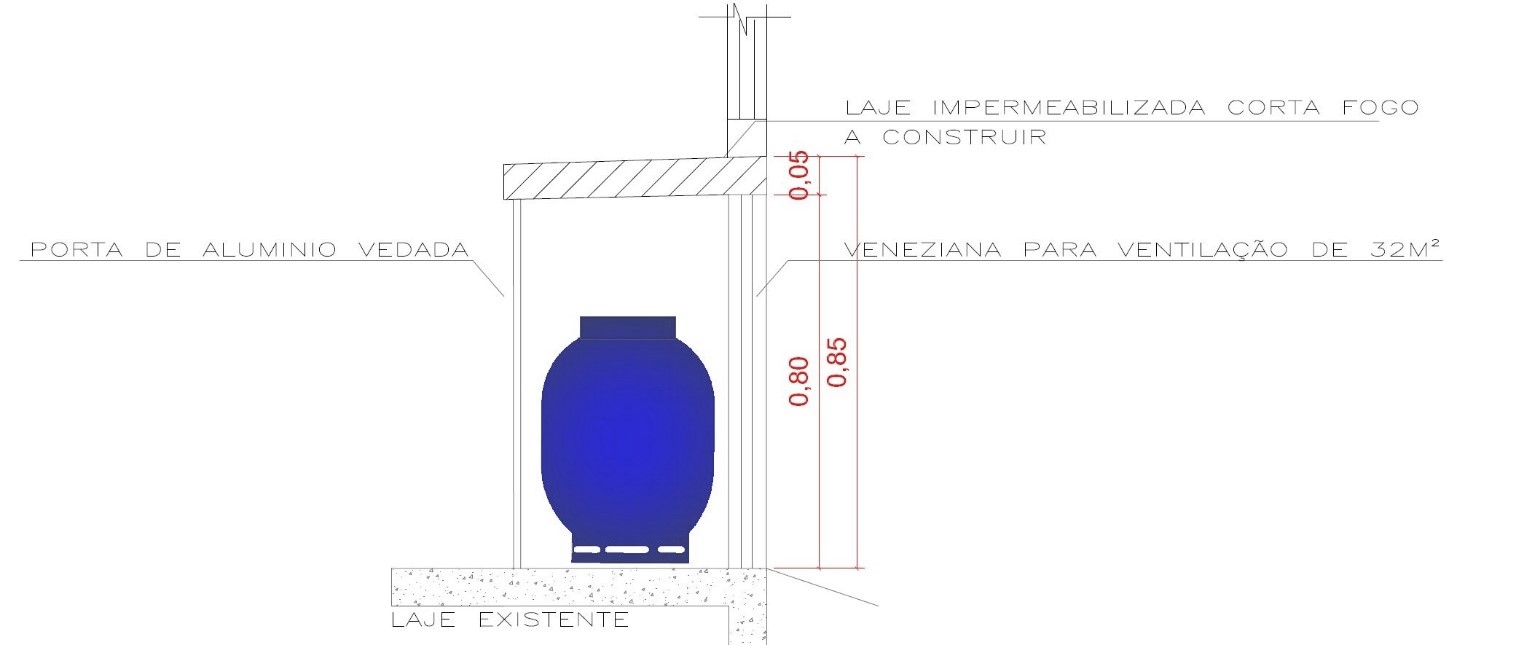 LAJE IMPERMEABILIZADA CORTA FOGO
A CONSTRUIR
0,05
PORTA DE ALUMINIO VEDADA
VENEZIANA PARA VENTILAÇÃO DE 32M²
0,80
0,85
LAJE EXISTENTE